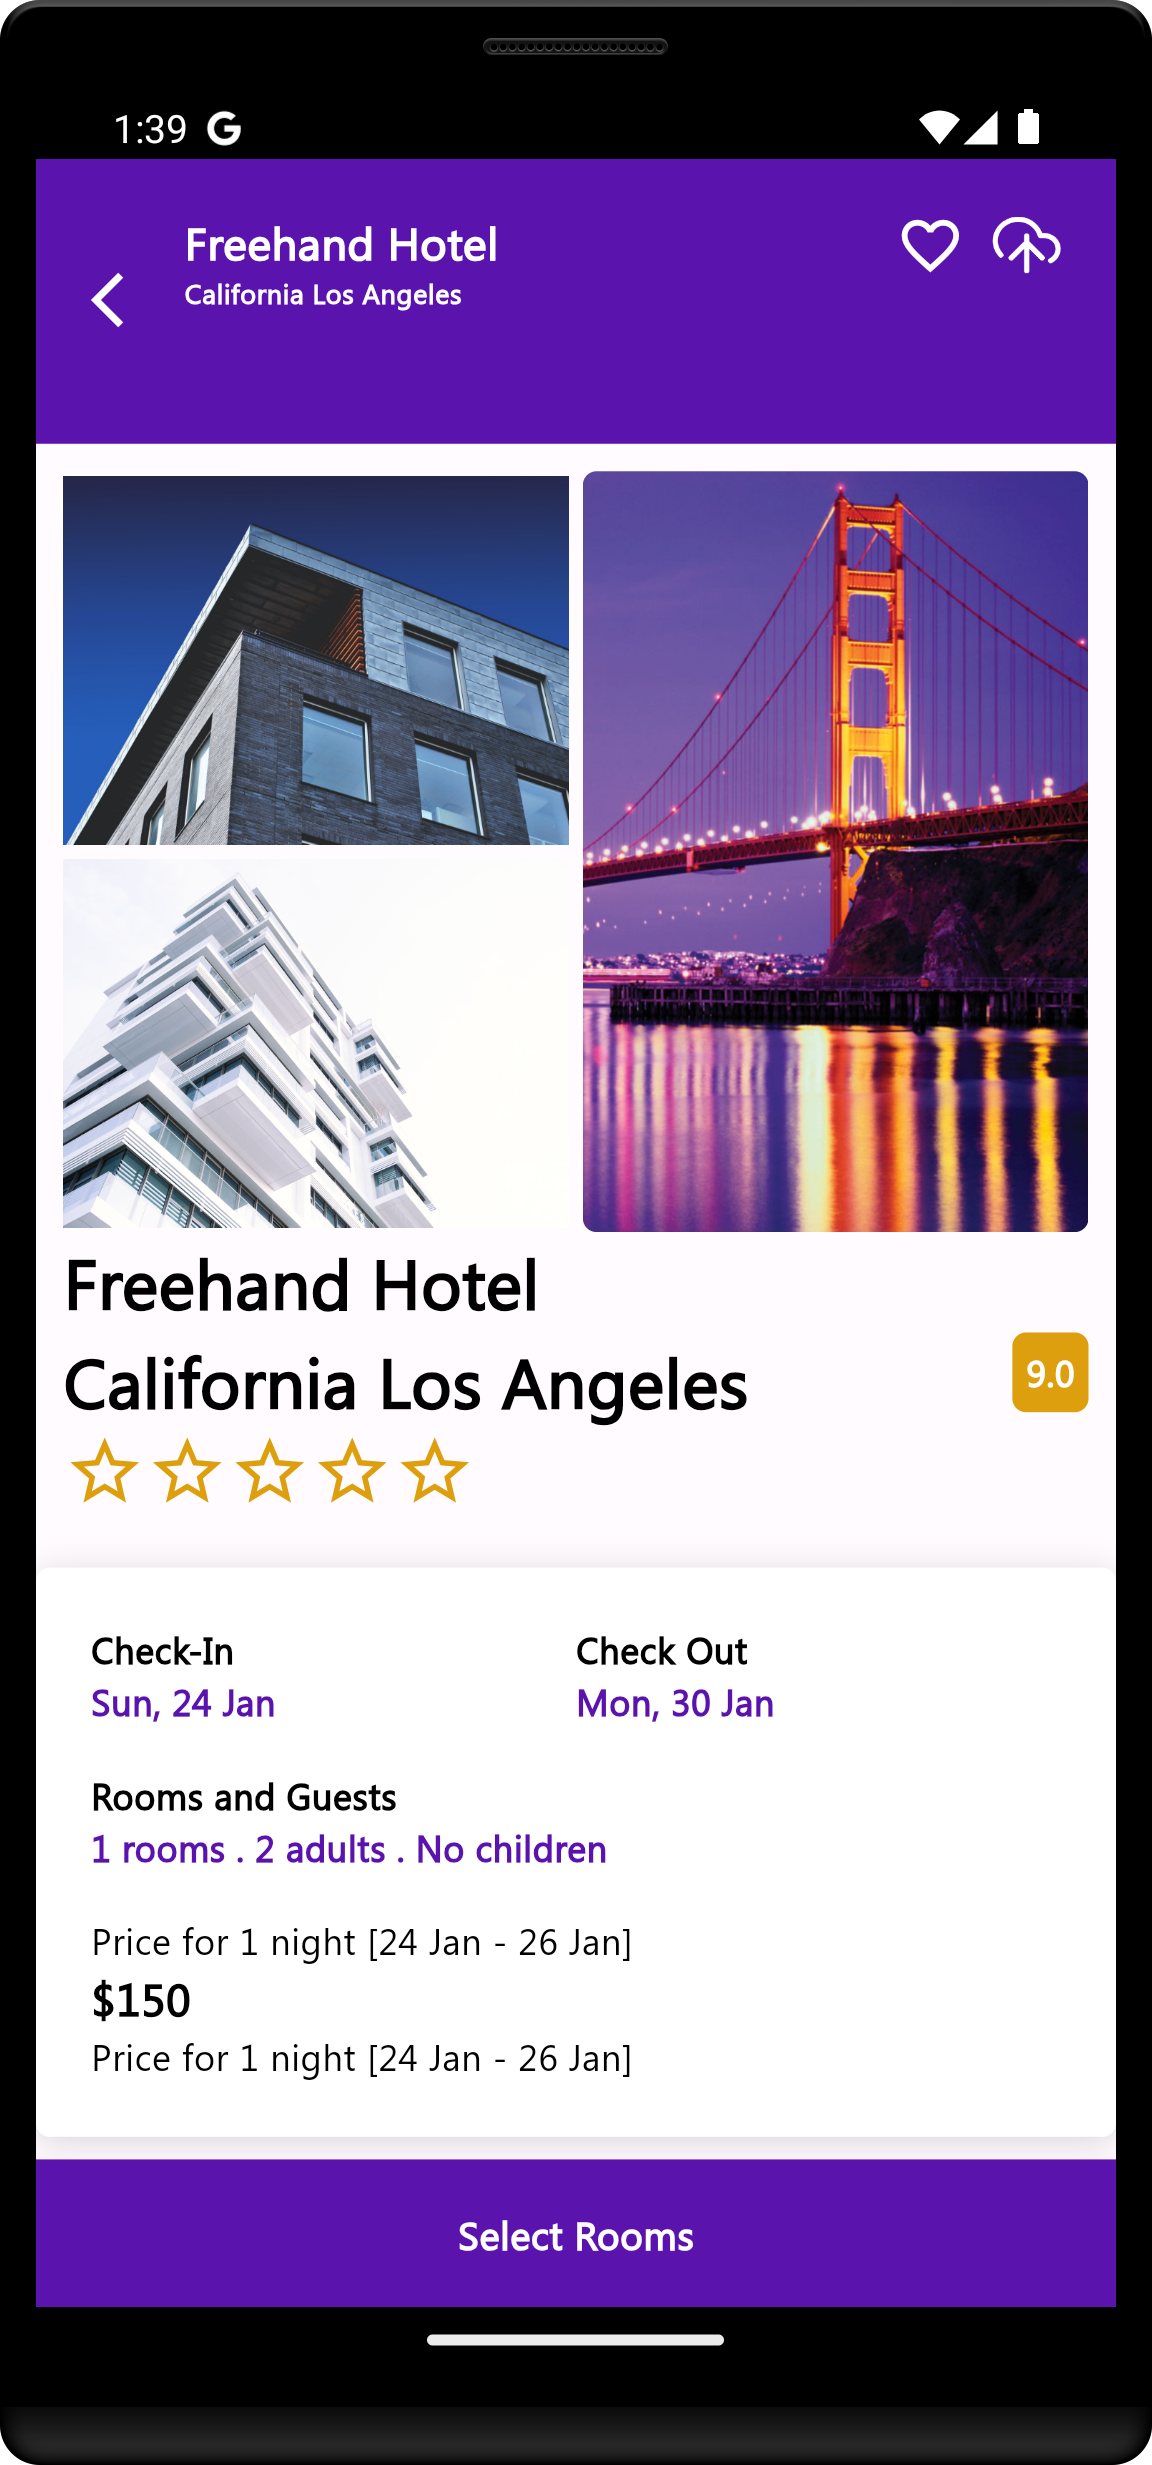 1:39
Freehand Hotel
California Los Angeles
Freehand Hotel
California Los Angeles
9.0
Check-In
Check Out
Sun, 24 Jan
Mon, 30 Jan
Rooms and Guests
1 rooms . 2 adults . No children
Price for 1 night [24 Jan - 26 Jan]
$150
Price for 1 night [24 Jan - 26 Jan]
Select Rooms